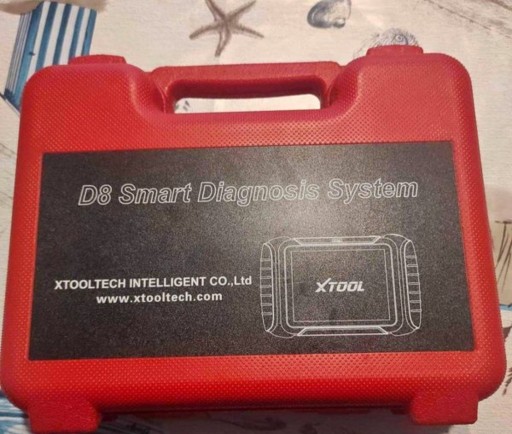 D8 Smart Diagnosis System
XTOOLTECH INTELLIGENT CO.,Ltd
www.xtooltech.com
XTOOL